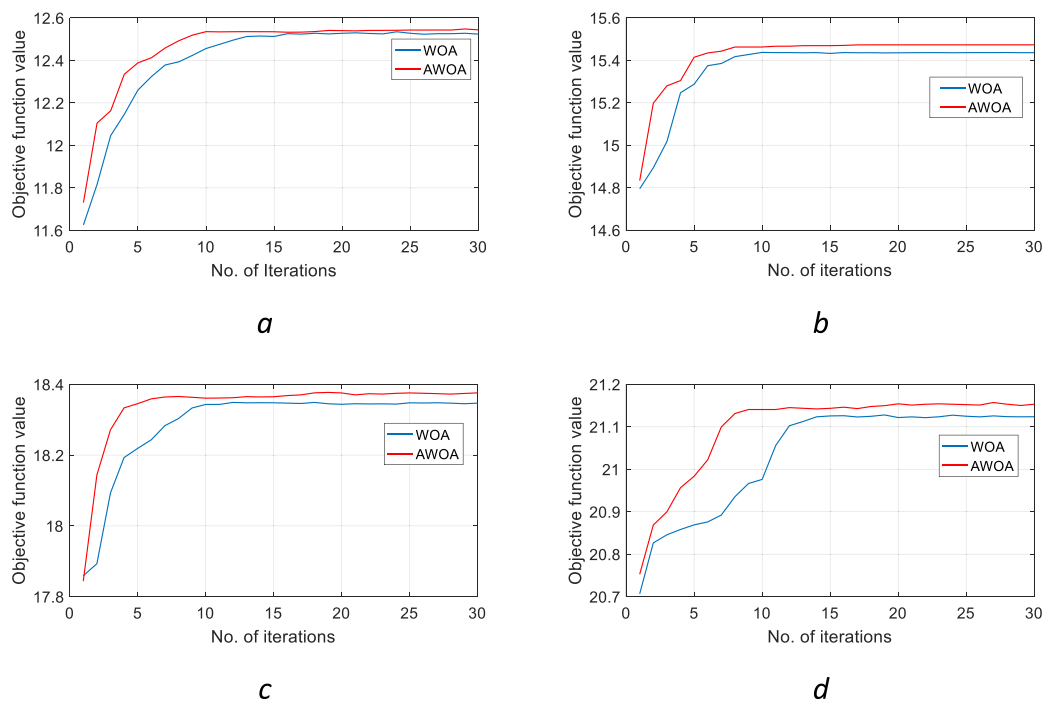 12.6
12.4
12.2
12
11.8
11.6
Objective function value
0 5 10 15 20 25 30
No. of Iterations
WOA
AWOA
a
15.6
15.4
15.2
15
14.8
14.6
Objective function value
0 5 10 15 20 25 30
No. of iterations
WOA
AWOA
b
18.4
18.2
18
17.8
Objective function value
0 5 10 15 20 25 30
No. of iterations
WOA
AWOA
c
21.2
21.1
21
20.9
20.8
20.7
Objective function value
0 5 10 15 20 25 30
No. of iterations
WOA
AWOA
d